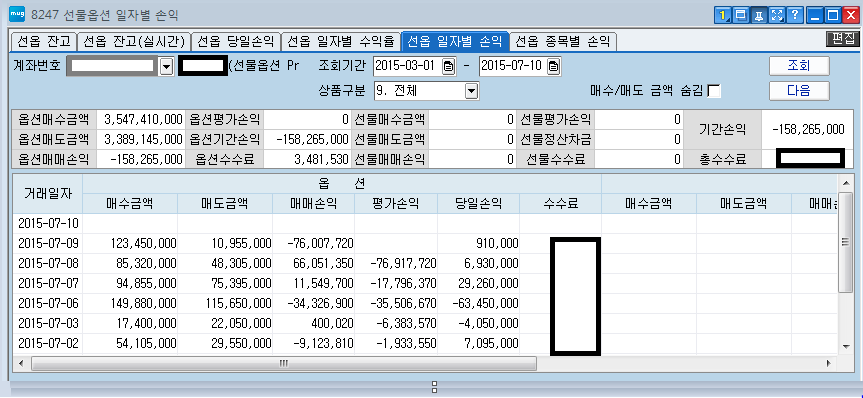 mug 8247 선물옵션 일자별 손익 1
선옵 잔고 선옵 잔고(실시간) 선옵 당일손익 선옵 일자별 수익율 선옵 일자별 손익 선옵 종목별 손익 편집
계좌번호 (선물옵션 Pr 조회기간 2015-03-01 - 2015-07-10 조회
상품구분 9. 전체 매수/매도 금액 숨김 다음
옵션매수금액 3,547,410,000 옵션평가손익 0 선물매수금액 0 선물평가손익 0
기간손익 -158,265,000
옵션매도금액 3,389,145,000 옵션기간손익 -158,265,000 선물매도금액 0 선물정산차금 0
옵션매매손익 -158,265,000 옵션수수료 3,481,530 선물매매손익 0 선물수수료 0 총수수료
거래일자 옵 션
매수금액 매도금액 매매손익 평가손익 당일손익 수수료 매수금액 매도금액 매매손
2015-07-10
2015-07-09 123,450,000 10,955,000 -76,007,720 910,000
2015-07-08 85,320,000 48,305,000 66,051,350 -76,917,720 6,930,000
2015-07-07 94,855,000 75,395,000 11,549,700 -17,796,370 29,260,000
2015-07-06 149,880,000 115,650,000 -34,326,900 -35,506,670 -63,450,000
2015-07-03 17,400,000 22,050,000 400,020 -6,383,570 -4,050,000
2015-07-02 54,105,000 29,550,000 -9,123,810 -1,933,550 7,095,000